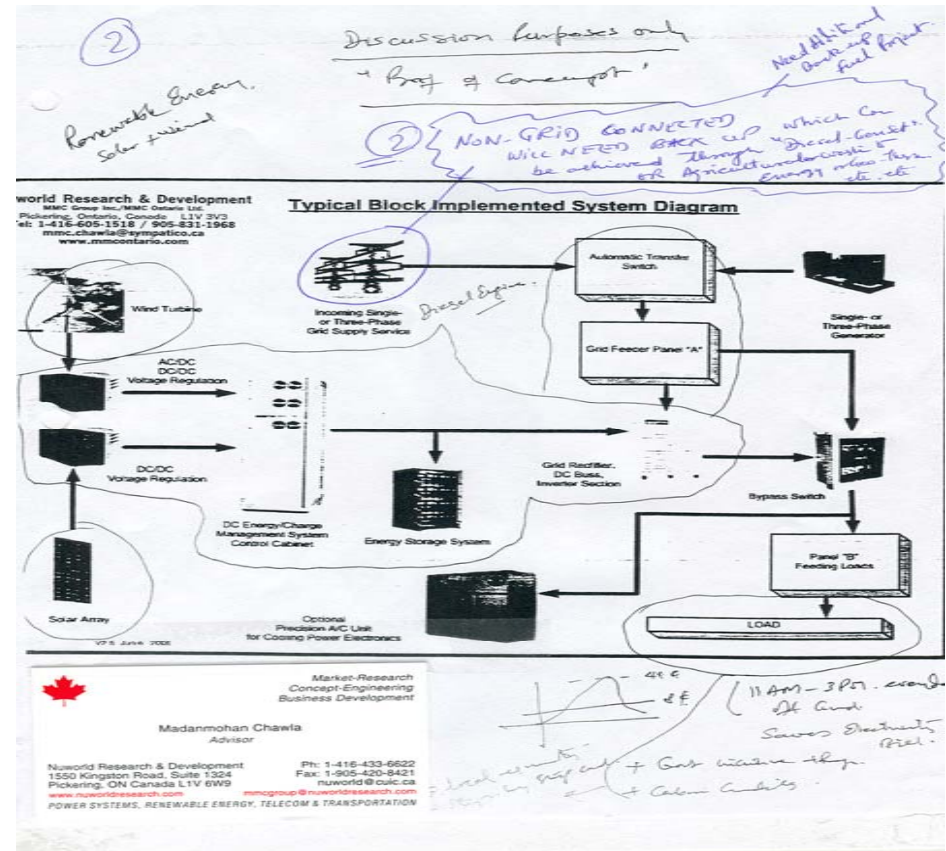 2
Discussion Purposes only
Renewable Energy,
Solar + Wind
Need Additional
Back up
Fuel Project.
2
NON-GRID CONNECTED
WILL NEED BACK UP which can
be achieved through "Diesel-Genset"
OR Agricultural waste to
Energy
etc. etc
world Research & Development
MMC Group Inc./MMC Ontario Ltd.
Pickering, Ontario, Canada L1V 3V3
el: 1-416-605-1518 / 905-831-1968
mmc.chawla@sympatico.ca
www.mmcontario.com
Typical Block Implemented System Diagram
Wind Turbine
Incoming Single-
or Three-Phase
Grid Supply Service
Diesel Engine.
Automatic Transfer
Switch
Single- or
Three-Phase
Generator
Grid Feecer Panel "A"
AC/DC
DC/DC
Voltage Regulation
DC/DC
Voltage Regulation
DC Energy/Charge
Management System
Control Cabinet
Energy Storage System
Grid Rectifier,
DC Buss,
Inverter Section
Bypass Switch
Panel "B"
Feeding Loads
Solar Array
Optional
Precision A/C Unit
for Cooing Power Electronics
LOAD
Market-Research
Concept-Engineering
Business Development
Madanmohan Chawla
Advisor
Nuworld Research & Development
1550 Kingston Road, Suite 1324
Pickering, ON Canada L1V 6W9
www.nuworldresearch.com
Ph: 1-416-433-6622
Fax: 1-905-420-8421
nuworld@cuic.ca
mmcgroup@nuworldresearch.com
POWER SYSTEMS, RENEWABLE ENERGY, TELECOM & TRANSPORTATION
11 AM - 3 PM.
Saves Electricity
Bill.
+ Govt
+ Carbon Credits